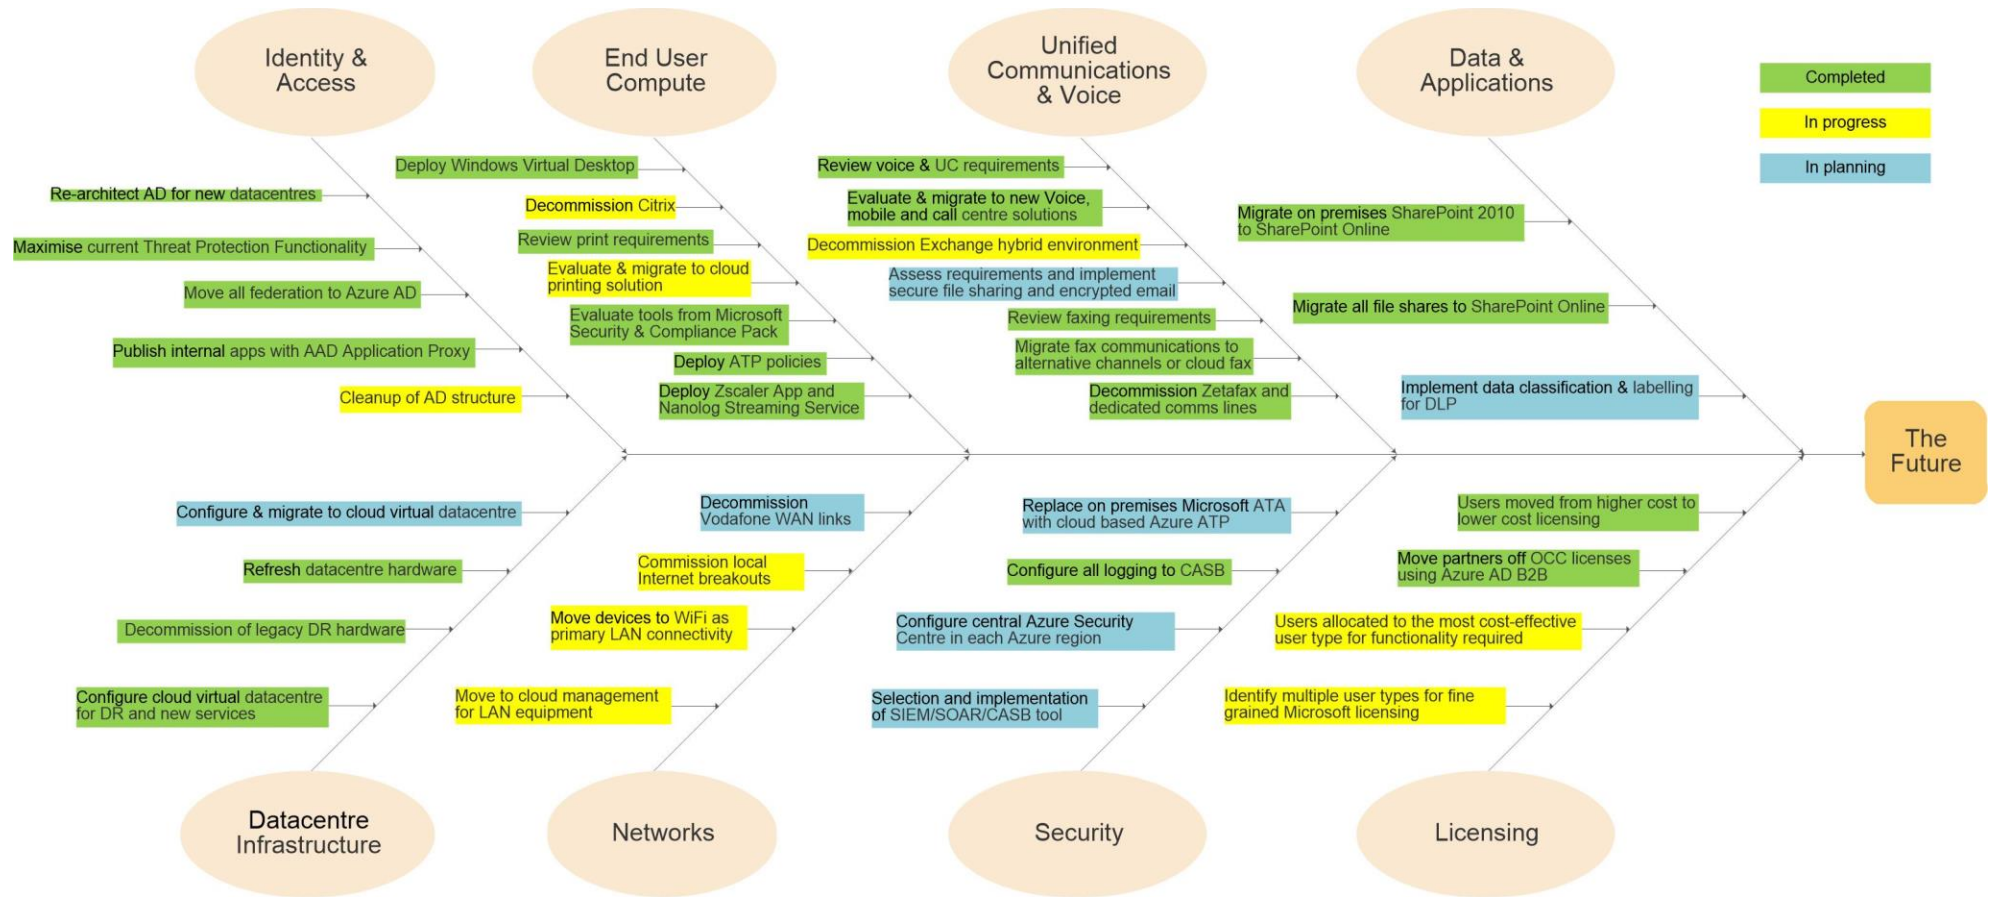 Identity &
Access
End User
Compute
Unified
Communications
& Voice
Data &
Applications
Completed
In progress
In planning
Re-architect AD for new datacentres
Maximise current Threat Protection Functionality
Move all federation to Azure AD
Publish internal apps with AAD Application Proxy
Cleanup of AD structure
Deploy Windows Virtual Desktop
Decommission Citrix
Review print requirements
Evaluate & migrate to cloud
printing solution
Evaluate tools from Microsoft
Security & Compliance Pack
Deploy ATP policies
Deploy Zscaler App and
Nanolog Streaming Service
Review voice & UC requirements
Evaluate & migrate to new Voice,
mobile and call centre solutions
Decommission Exchange hybrid environment
Assess requirements and implement
secure file sharing and encrypted email
Review faxing requirements
Migrate fax communications to
alternative channels or cloud fax
Decommission Zetafax and
dedicated comms lines
Migrate on premises SharePoint 2010
to SharePoint Online
Migrate all file shares to SharePoint Online
Implement data classification & labelling
for DLP
The
Future
Configure & migrate to cloud virtual datacentre
Refresh datacentre hardware
Decommission of legacy DR hardware
Configure cloud virtual datacentre
for DR and new services
Decommission
Vodafone WAN links
Commission local
Internet breakouts
Move devices to WiFi as
primary LAN connectivity
Move to cloud management
for LAN equipment
Replace on premises Microsoft ATA
with cloud based Azure ATP
Configure all logging to CASB
Configure central Azure Security
Centre in each Azure region
Selection and implementation
of SIEM/SOAR/CASB tool
Users moved from higher cost to
lower cost licensing
Move partners off OCC licenses
using Azure AD B2B
Users allocated to the most cost-effective
user type for functionality required
Identify multiple user types for fine
grained Microsoft licensing
Datacentre
Infrastructure
Networks
Security
Licensing